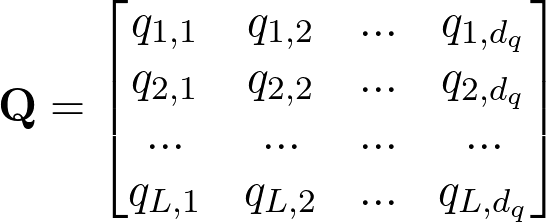 q_{1,1} q_{1,2} ... q_{1,d_q}
q_{2,1} q_{2,2} ... q_{2,d_q}
Q =
... ... ... ...
q_{L,1} q_{L,2} ... q_{L,d_q}